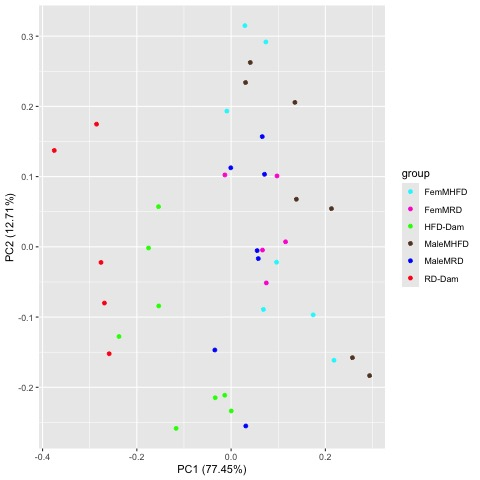 0.3
0.2
0.1
0.0
-0.1
-0.2
PC2 (12.71%)
-0.4
-0.2
0.0
0.2
PC1 (77.45%)
group
FemMHFD
FemMRD
HFD-Dam
MaleMHFD
MaleMRD
RD-Dam